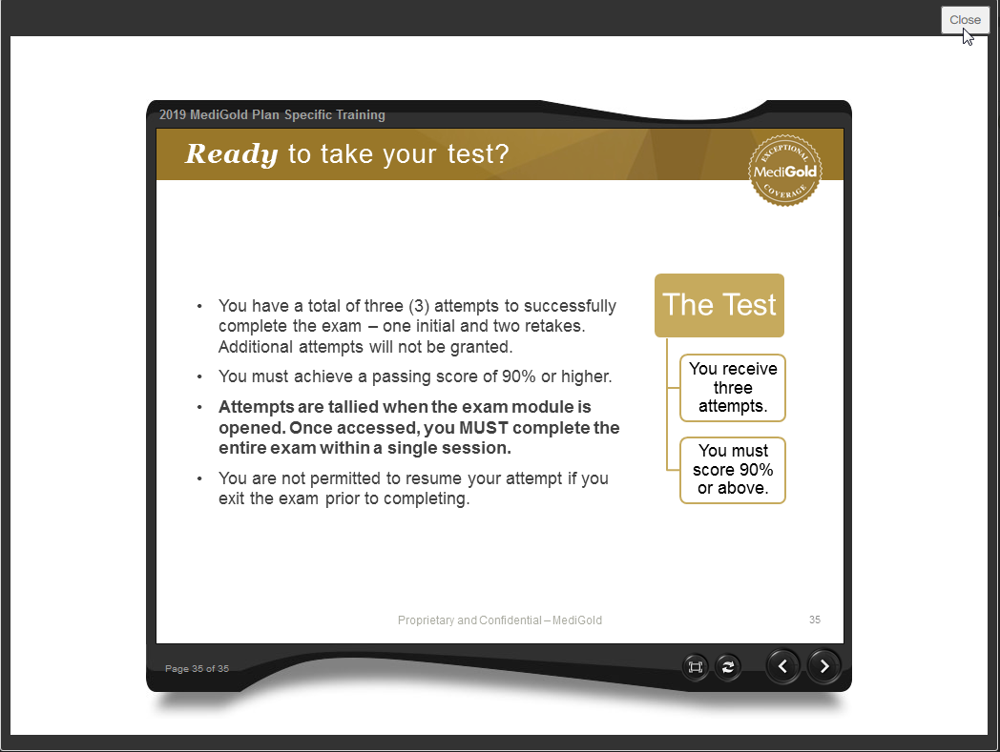 Close
2019 MediGold Plan Specific Training
Ready to take your test?
EXCEPTIONAL
MediGold
COVERAGE
• You have a total of three (3) attempts to successfully
complete the exam – one initial and two retakes.
Additional attempts will not be granted.
• You must achieve a passing score of 90% or higher.
• Attempts are tallied when the exam module is
opened. Once accessed, you MUST complete the
entire exam within a single session.
• You are not permitted to resume your attempt if you
exit the exam prior to completing.
The Test
You receive
three
attempts.
You must
score 90%
or above.
Proprietary and Confidential – MediGold
35
Page 35 of 35